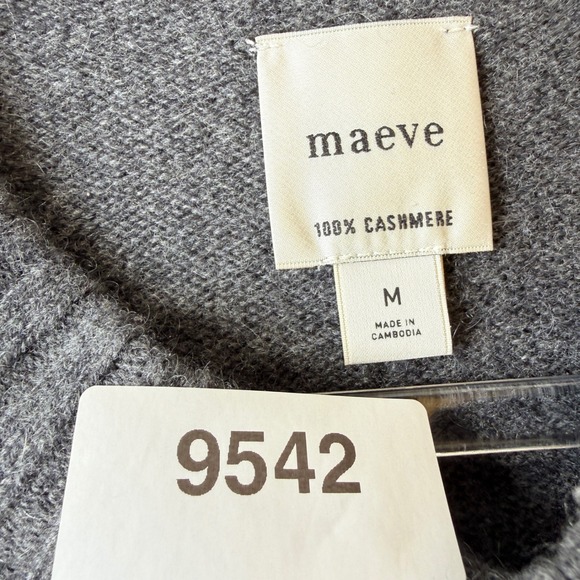 maeve
100% CASHMERE
M
MADE IN
CAMBODIA
9542